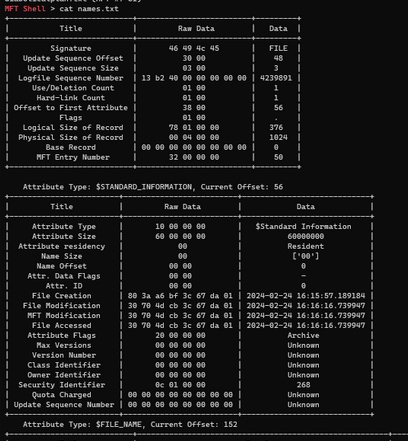 MFT Shell > cat names.txt
Title | Raw Data | Data
Signature | 46 49 4c 45 | FILE
Update Sequence Offset | 30 00 | 48
Update Sequence Size | 03 00 | 3
Logfile Sequence Number | 13 b2 40 00 00 00 00 00 | 4239891
Use/Deletion Count | 01 00 | 1
Hard-link Count | 01 00 | 1
Offset to First Attribute | 38 00 | 56
Flags | 01 00 | .
Logical Size of Record | 78 01 00 00 | 376
Physical Size of Record | 00 04 00 00 | 1024
Base Record | 00 00 00 00 00 00 00 00 | 0
MFT Entry Number | 32 00 00 00 | 50
Attribute Type: $STANDARD_INFORMATION, Current Offset: 56
Title | Raw Data | Data
Attribute Type | 10 00 00 00 | $Standard Information
Attribute Size | 60 00 00 00 | 60000000
Attribute residency | 00 | Resident
Name Size | 00 | ['00']
Name Offset | 00 00 | 0
Attr. Data Flags | 00 00 | –
Attr. ID | 00 00 | 0
File Creation | 80 3a a6 bf 3c 67 da 01 | 2024-02-24 16:15:57.189184
File Modification | 30 70 4d cb 3c 67 da 01 | 2024-02-24 16:16:16.739947
MFT Modification | 30 70 4d cb 3c 67 da 01 | 2024-02-24 16:16:16.739947
File Accessed | 30 70 4d cb 3c 67 da 01 | 2024-02-24 16:16:16.739947
Attribute Flags | 20 00 00 00 | Archive
Max Versions | 00 00 00 00 | Unknown
Version Number | 00 00 00 00 | Unknown
Class Identifier | 00 00 00 00 | Unknown
Owner Identifier | 00 00 00 00 | Unknown
Security Identifier | 0c 01 00 00 | 268
Quota Charged | 00 00 00 00 00 00 00 00 | Unknown
Update Sequence Number | 00 00 00 00 00 00 00 00 | Unknown
Attribute Type: $FILE_NAME, Current Offset: 152